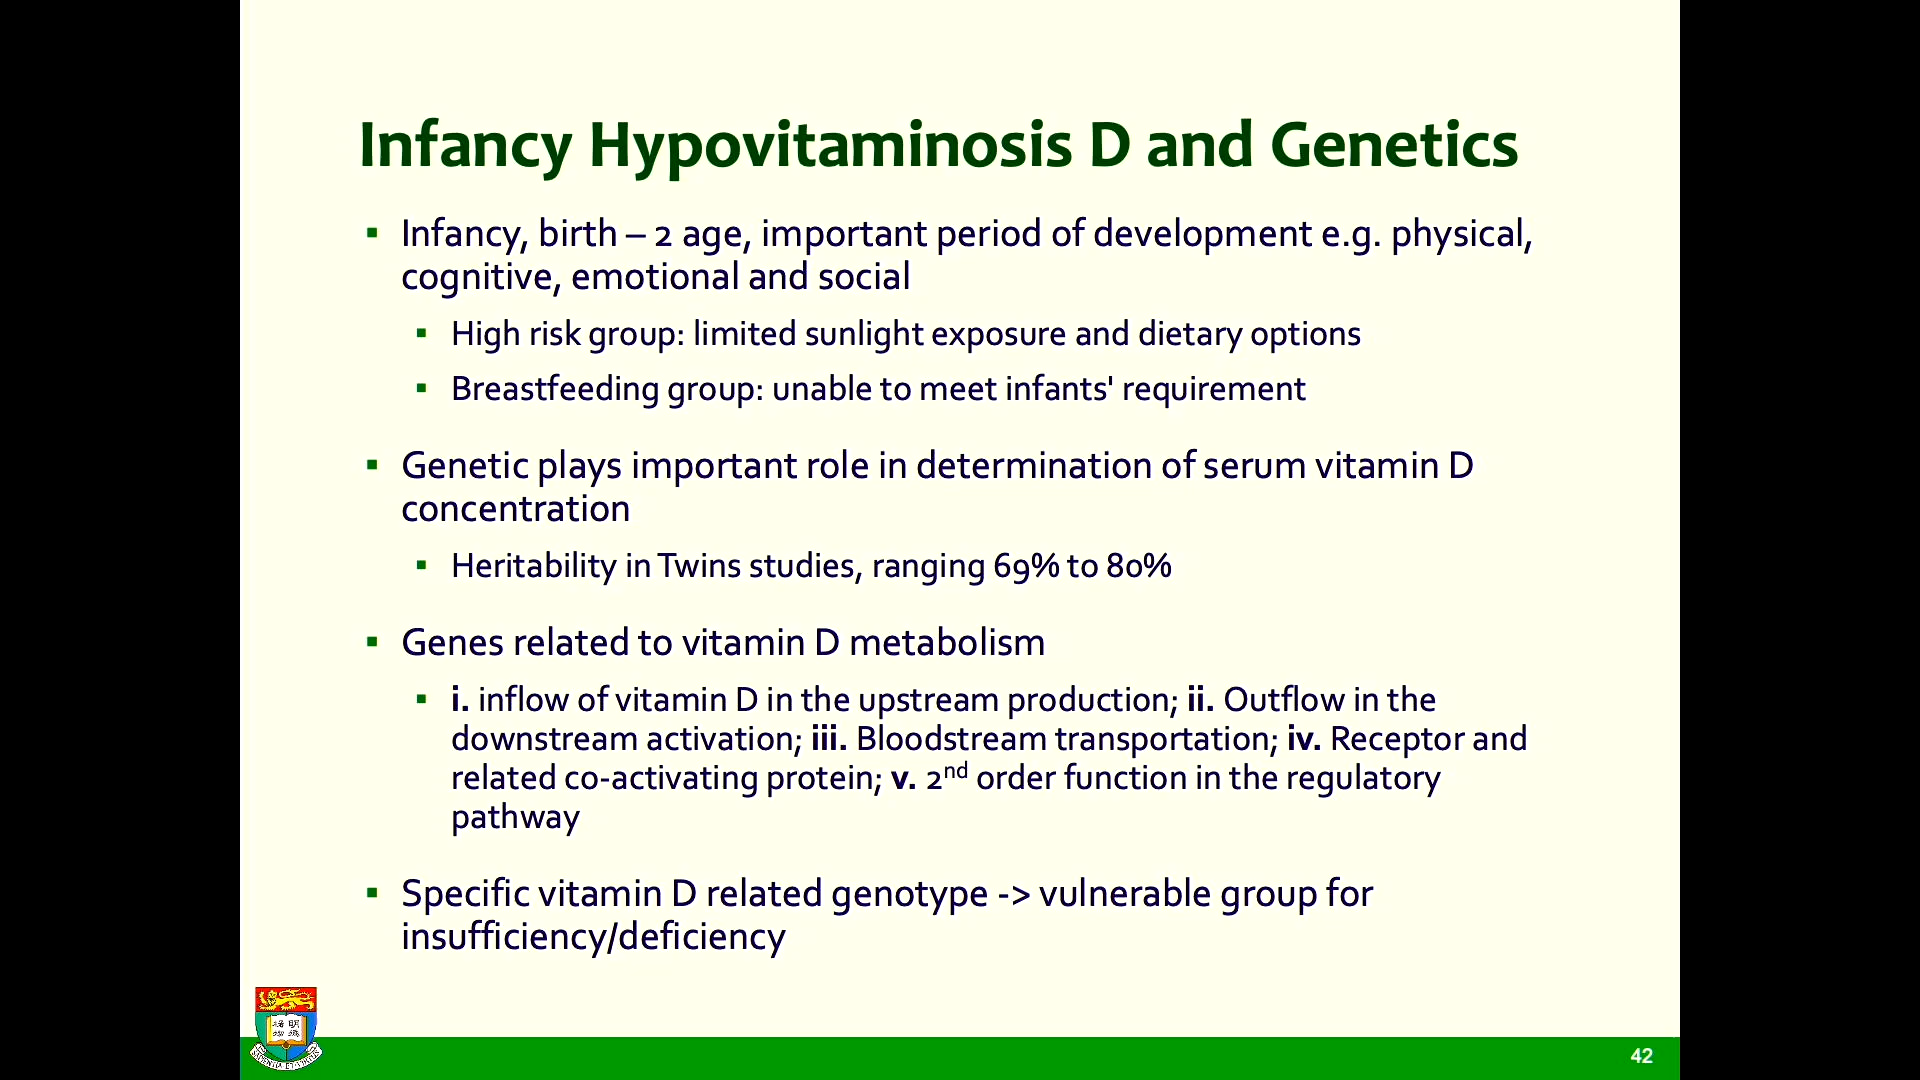 Infancy Hypovitaminosis D and Genetics
▪ Infancy, birth – 2 age, important period of development e.g. physical,
cognitive, emotional and social
▪ High risk group: limited sunlight exposure and dietary options
▪ Breastfeeding group: unable to meet infants' requirement
▪ Genetic plays important role in determination of serum vitamin D
concentration
▪ Heritability in Twins studies, ranging 69% to 80%
▪ Genes related to vitamin D metabolism
▪ i. inflow of vitamin D in the upstream production; ii. Outflow in the
downstream activation; iii. Bloodstream transportation; iv. Receptor and
related co-activating protein; v. 2nd order function in the regulatory
pathway
▪ Specific vitamin D related genotype -> vulnerable group for
insufficiency/deficiency
42